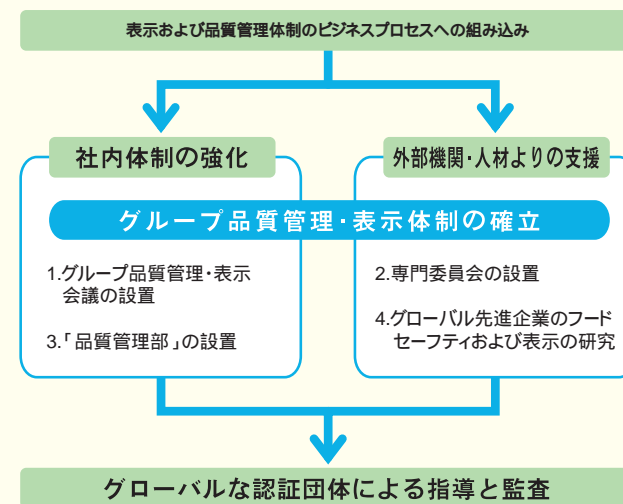 表示および品質管理体制のビジネスプロセスへの組み込み
社内体制の強化
外部機関・人材よりの支援
グループ品質管理・表示体制の確立
1.グループ品質管理・表示
会議の設置
3.「品質管理部」の設置
2.専門委員会の設置
4.グローバル先進企業のフード
セーフティおよび表示の研究
グローバルな認証団体による指導と監査